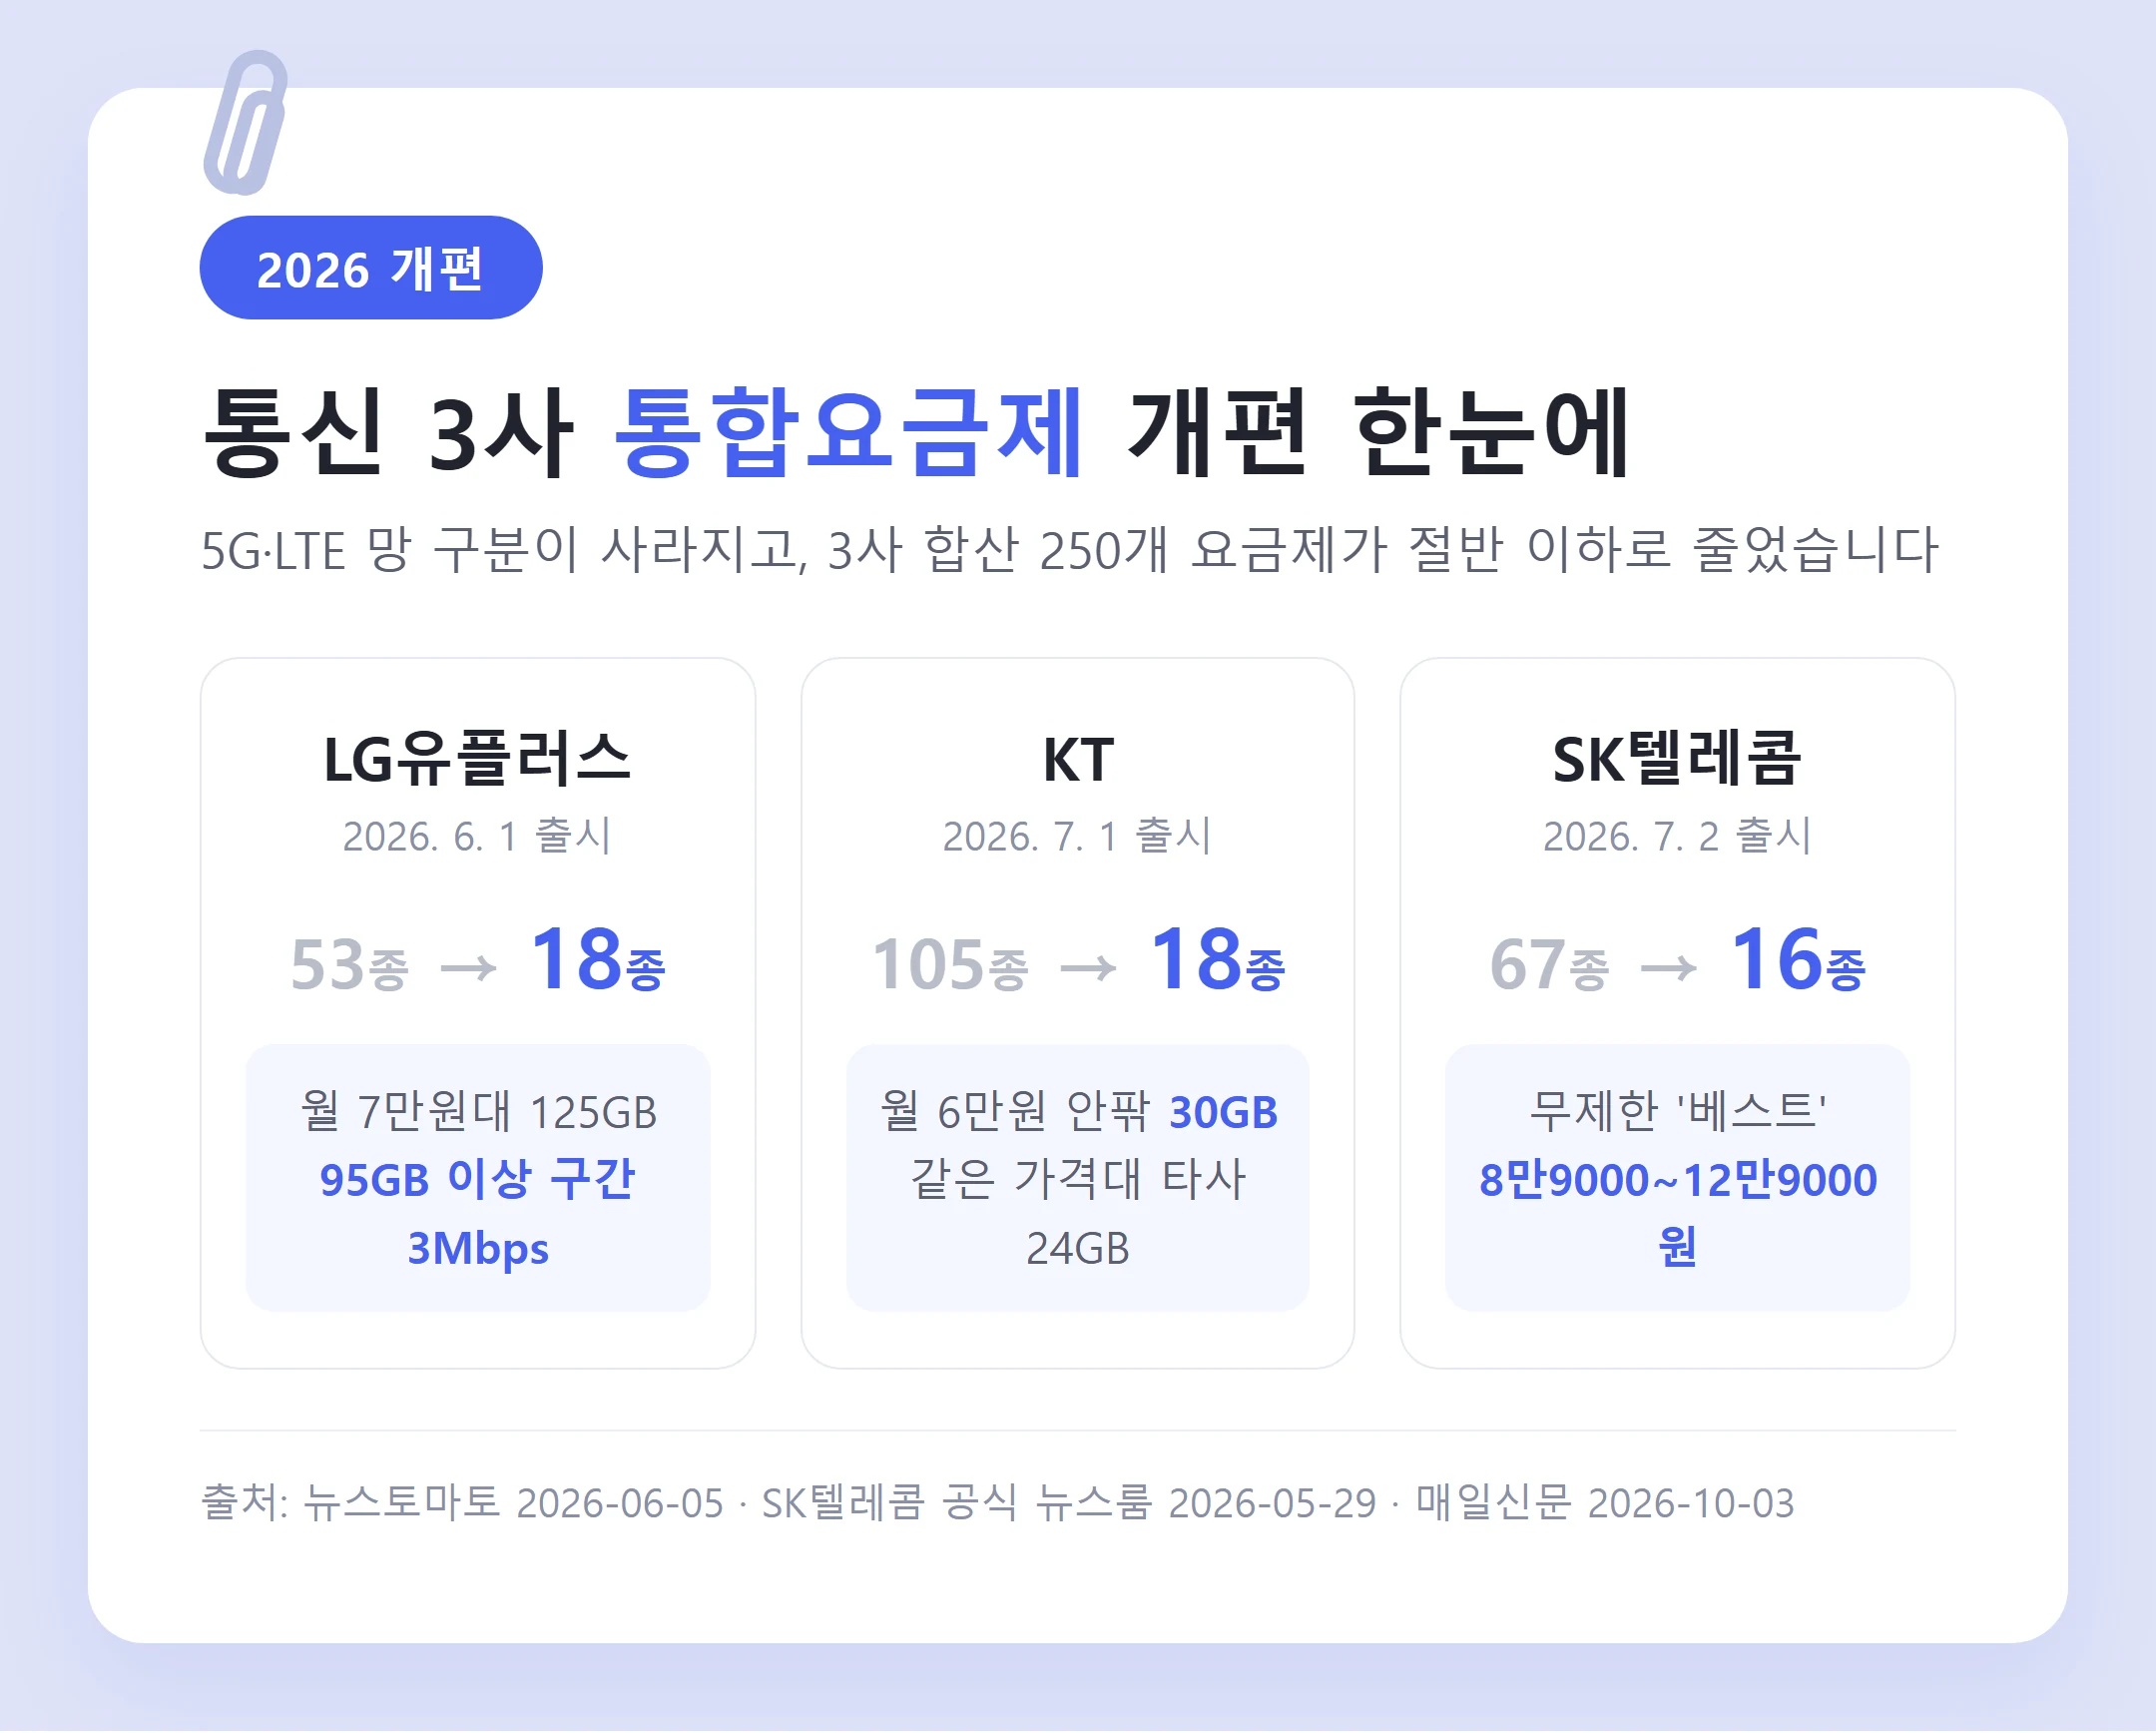 2026 개편
통신 3사 통합요금제 개편 한눈에
5G·LTE 망 구분이 사라지고, 3사 합산 250개 요금제가 절반 이하로 줄었습니다
LG유플러스
2026. 6. 1 출시
53종 → 18종
월 7만원대 125GB
95GB 이상 구간
3Mbps
KT
2026. 7. 1 출시
105종 → 18종
월 6만원 안팎 30GB
같은 가격대 타사
24GB
SK텔레콤
2026. 7. 2 출시
67종 → 16종
무제한 '베스트'
8만9000~12만9000
원
출처: 뉴스토마토 2026-06-05 · SK텔레콤 공식 뉴스룸 2026-05-29 · 매일신문 2026-10-03